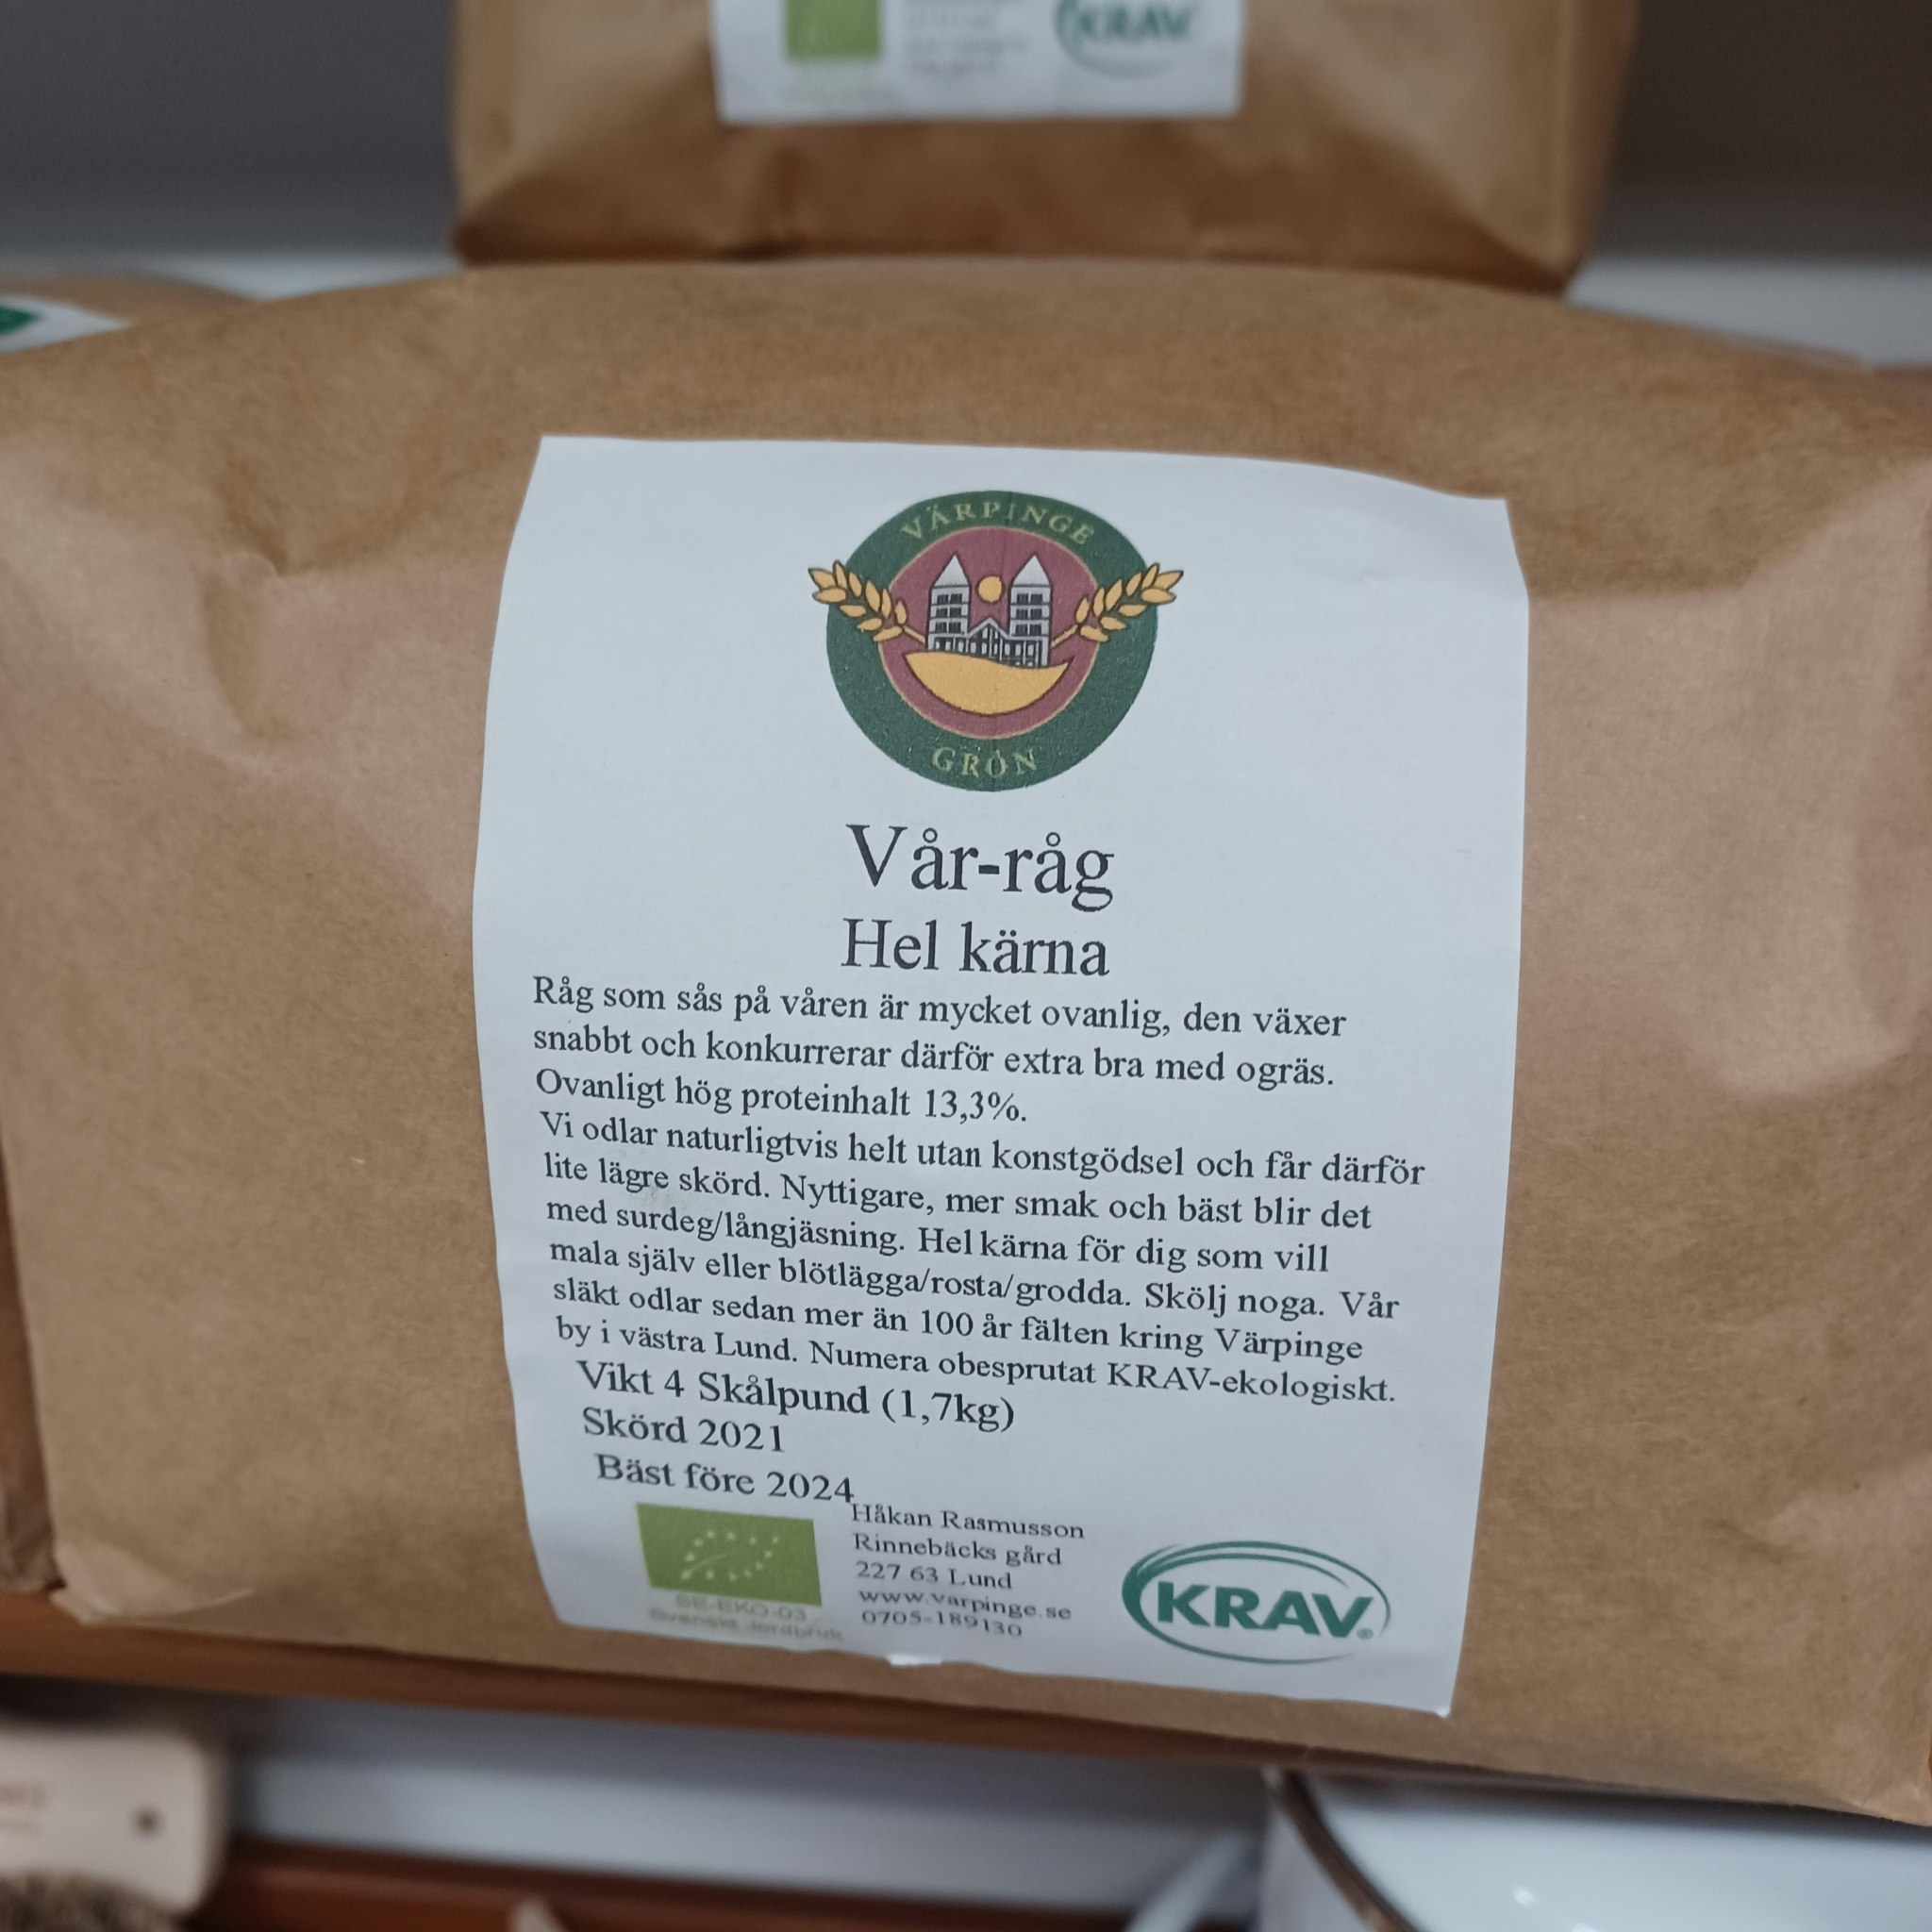 KRAV
VÄRPINGE
GRÖN
Vår-råg
Hel kärna
Råg som sås på våren är mycket ovanlig, den växer
snabbt och konkurrerar därför extra bra med ogräs.
Ovanligt hög proteinhalt 13,3%.
Vi odlar naturligtvis helt utan konstgödsel och får därför
lite lägre skörd. Nyttigare, mer smak och bäst blir det
med surdeg/långjäsning. Hel kärna för dig som vill
mala själv eller blötlägga/rosta/grodda. Skölj noga. Vår
släkt odlar sedan mer än 100 år fälten kring Värpinge
by i västra Lund. Numera obesprutat KRAV-ekologiskt.
Vikt 4 Skålpund (1,7kg)
Skörd 2021
Bäst före 2024
Håkan Rasmusson
Rinnebäcks gård
227 63 Lund
www.varpinge.se
0705-189130
SE-EKO-03
Svenskt Jordbruk
KRAV®